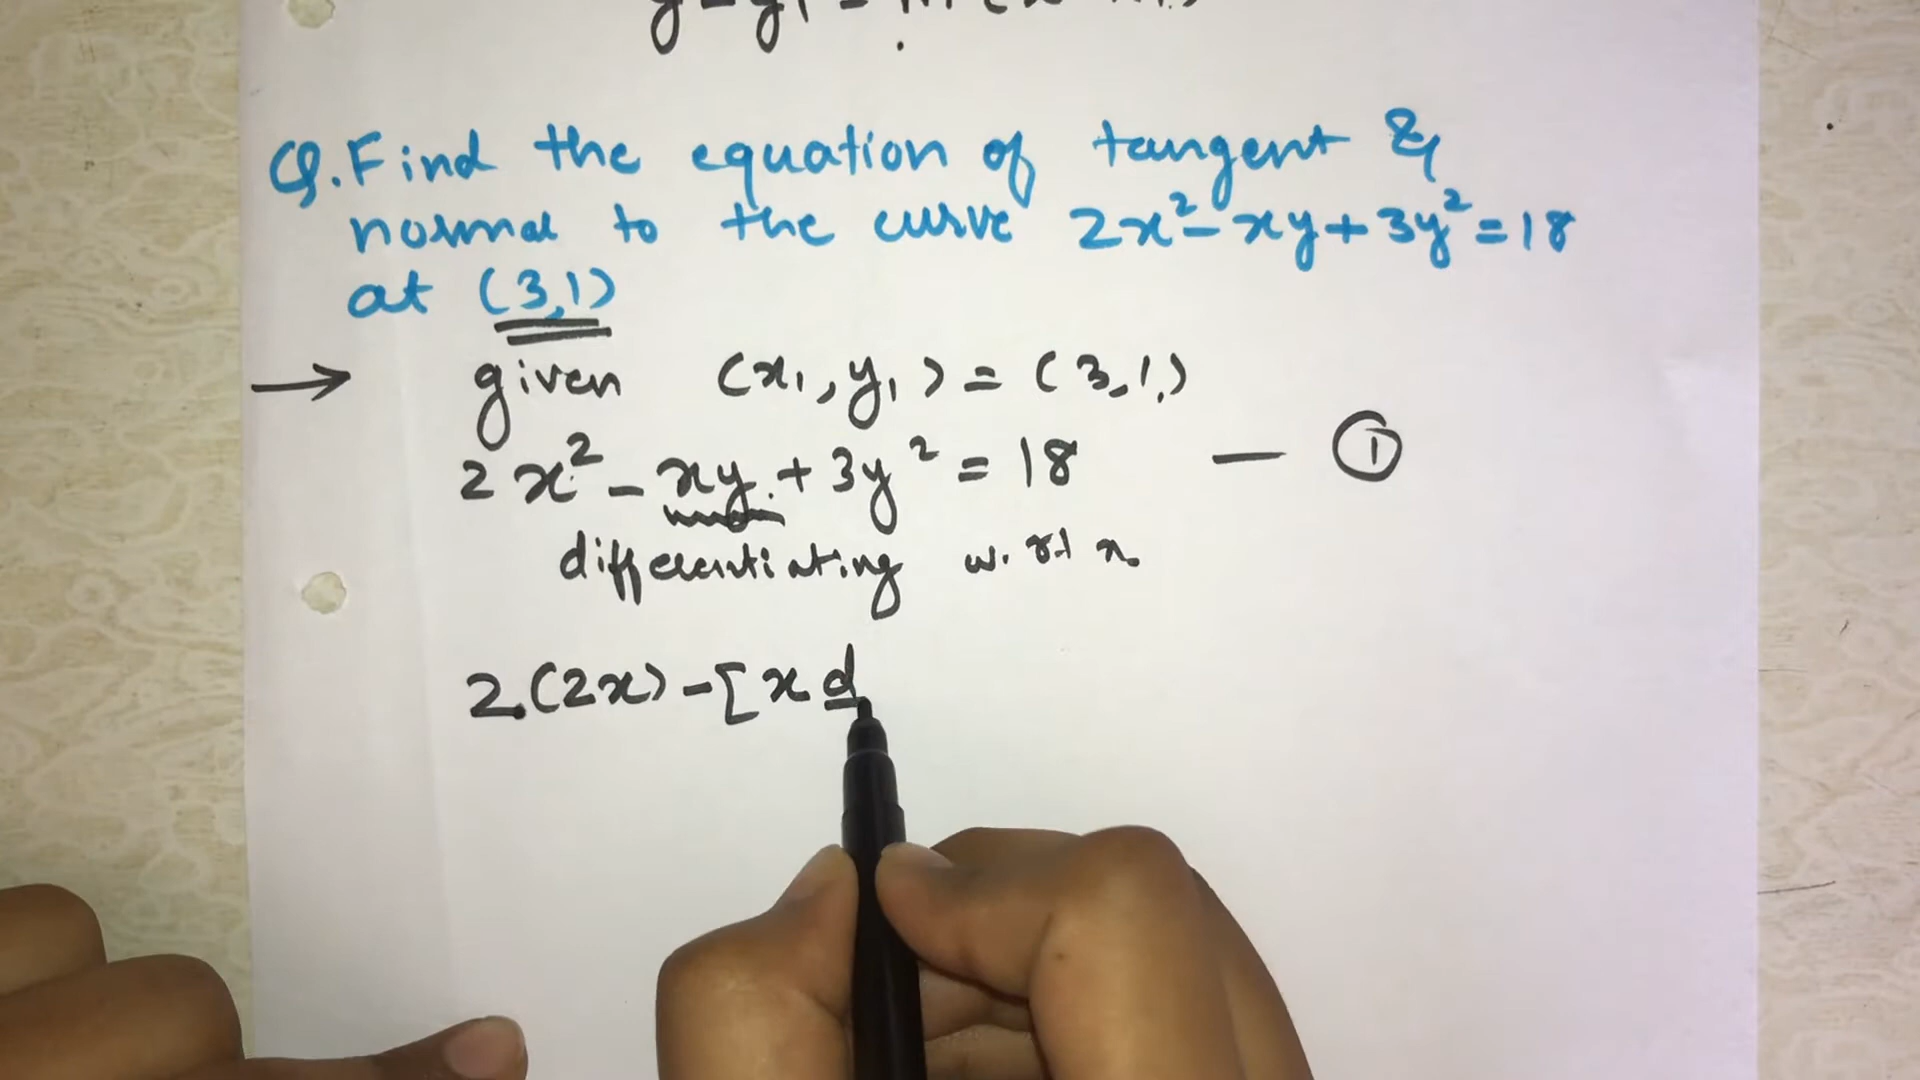 y - y1 =
Q. Find the equation of tangent &
normal to the curve 2x² - xy + 3y² = 18
at (3,1)
→ given (x₁, y₁) = (3, 1)
2x² - xy + 3y² = 18 — ①
differentiating w.r.t x
2.(2x) - [x d